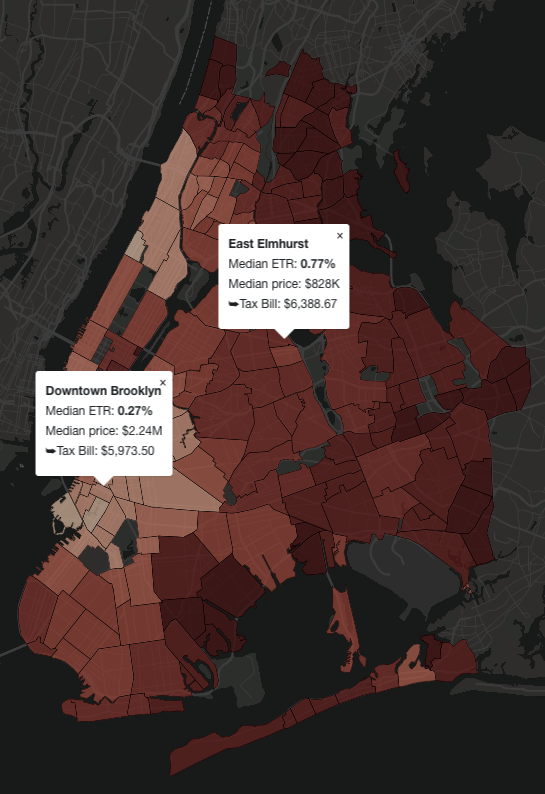 East Elmhurst ×
Median ETR: 0.77%
Median price: $828K
➥Tax Bill: $6,388.67
Downtown Brooklyn ×
Median ETR: 0.27%
Median price: $2.24M
➥Tax Bill: $5,973.50